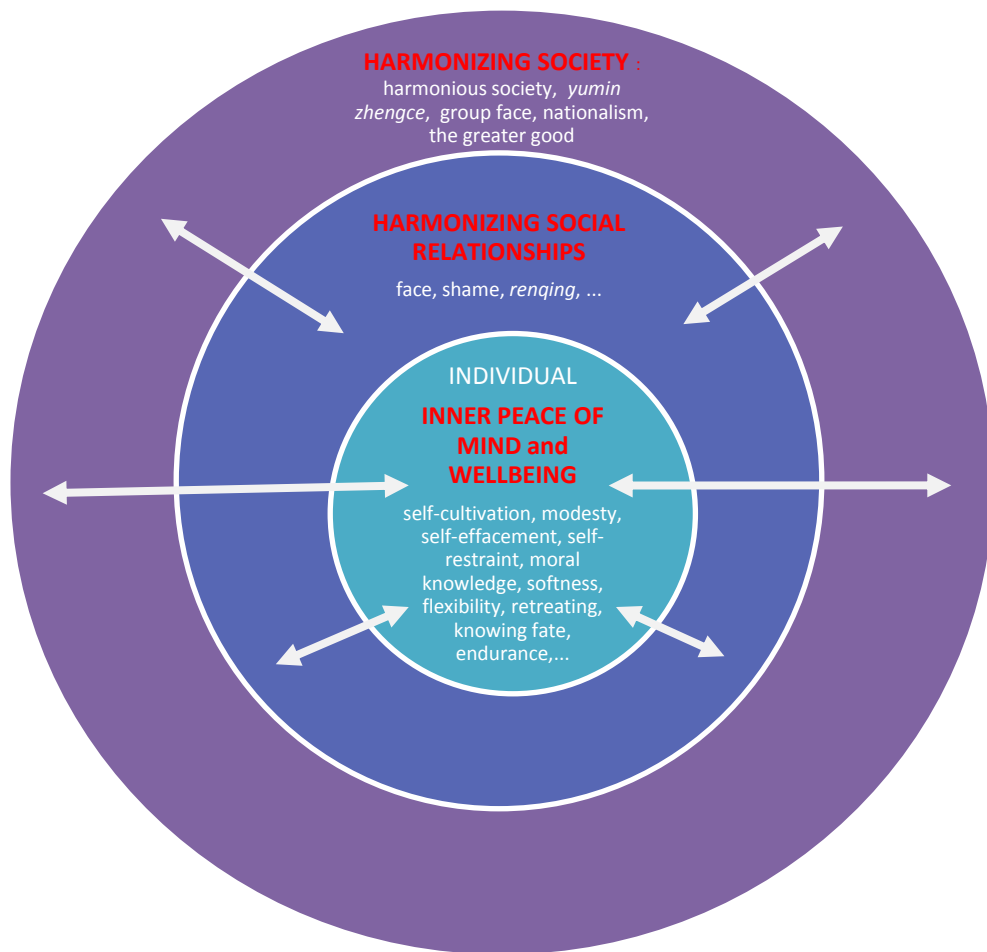 HARMONIZING SOCIETY :
harmonious society, yumin
zhengce, group face, nationalism,
the greater good
HARMONIZING SOCIAL
RELATIONSHIPS
face, shame, renqing, ...
INDIVIDUAL
INNER PEACE OF
MIND and
WELLBEING
self-cultivation, modesty,
self-effacement, self-
restraint, moral
knowledge, softness,
flexibility, retreating,
knowing fate,
endurance,...